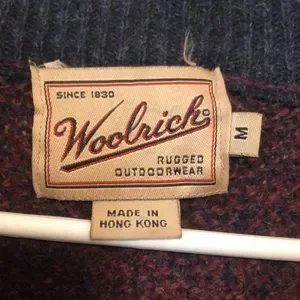 SINCE 1830
Woolrich®
RUGGED
OUTDOORWEAR
M
MADE IN
HONG KONG